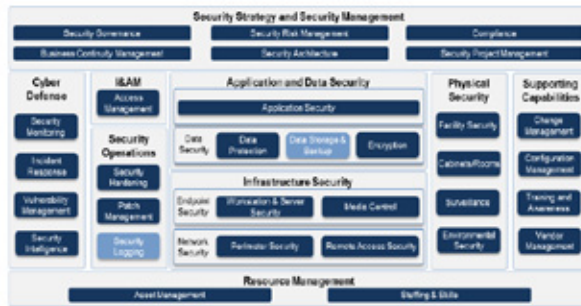 Security Strategy and Security Management
Security Governance
Security Risk Management
Compliance
Business Continuity Management
Security Architecture
Security Project Management
Cyber Defense
Security Monitoring
Incident Response
Vulnerability Management
Security Intelligence
I&AM
Access Management
Security Operations
Security Hardening
Patch Management
Security Logging
Application and Data Security
Application Security
Data Security
Data Protection
Data Storage & Backup
Encryption
Infrastructure Security
Endpoint Security
Workstation & Server Security
Media Control
Network Security
Perimeter Security
Remote Access Security
Physical Security
Facility Security
Cabinets/Rooms
Surveillance
Environmental Security
Supporting Capabilities
Change Management
Configuration Management
Training and Awareness
Vendor Management
Resource Management
Asset Management
Staffing & Skills